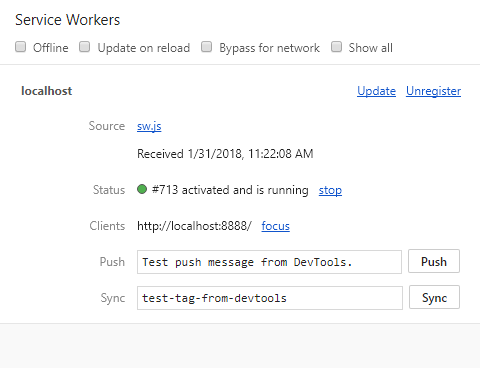 Service Workers
Offline Update on reload Bypass for network Show all
localhost Update Unregister
Source sw.js
Received 1/31/2018, 11:22:08 AM
Status #713 activated and is running stop
Clients http://localhost:8888/ focus
Push Test push message from DevTools. Push
Sync test-tag-from-devtools Sync